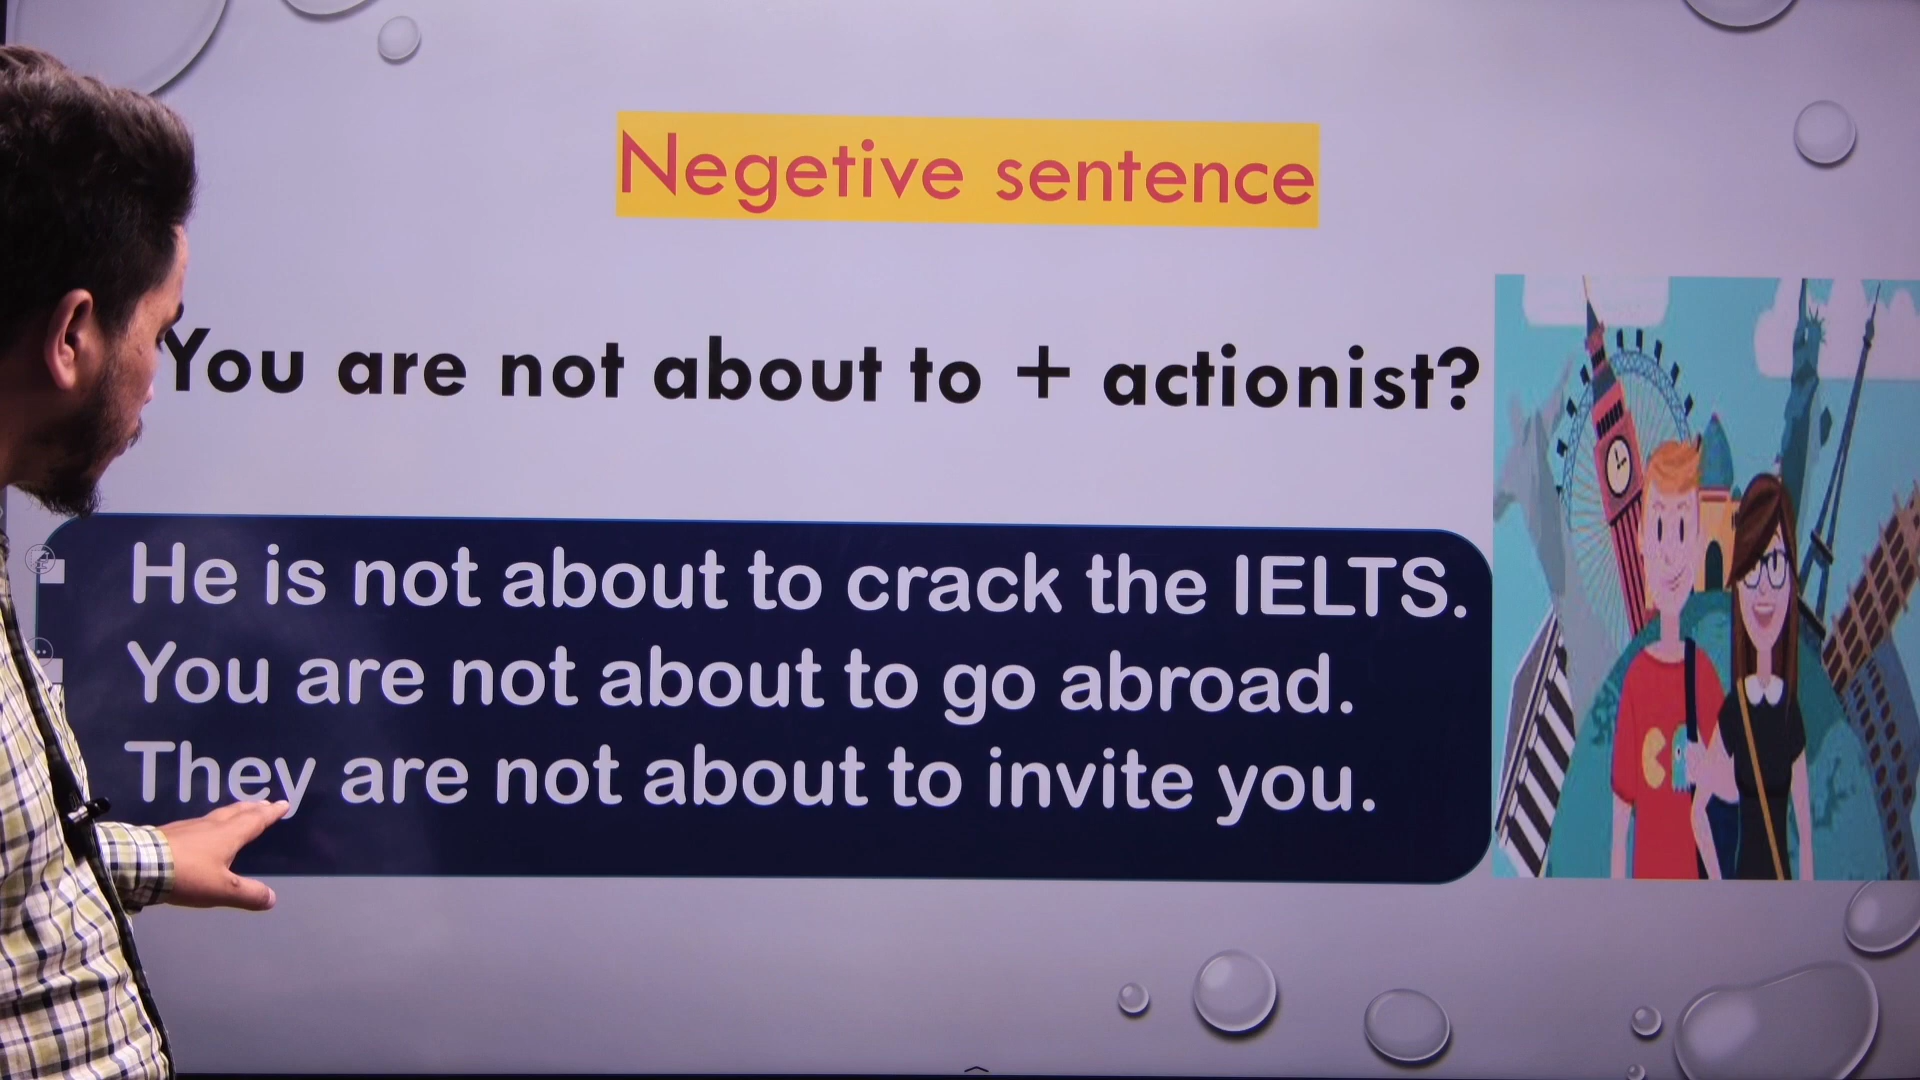 Negetive sentence
You are not about to + actionist?
He is not about to crack the IELTS.
You are not about to go abroad.
They are not about to invite you.